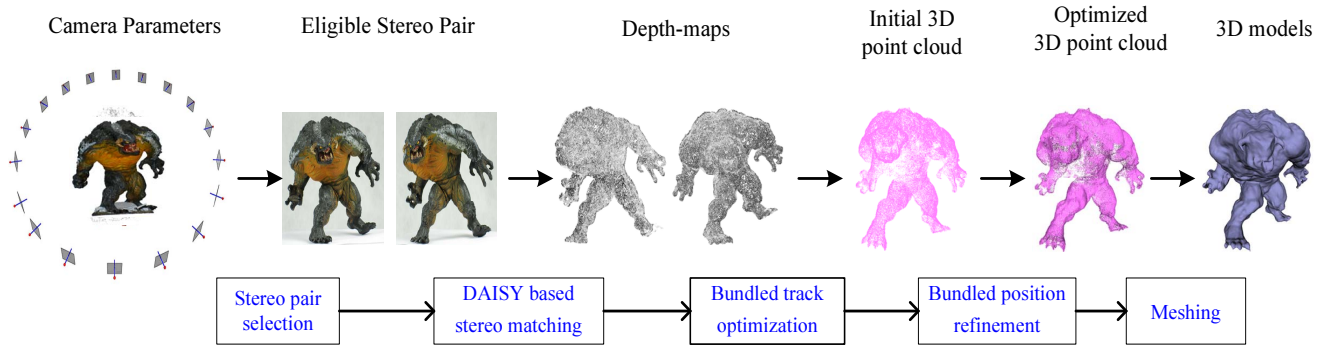 Camera Parameters
Eligible Stereo Pair
Depth-maps
Initial 3D
point cloud
Optimized
3D point cloud
3D models
Stereo pair
selection
DAISY based
stereo matching
Bundled track
optimization
Bundled position
refinement
Meshing